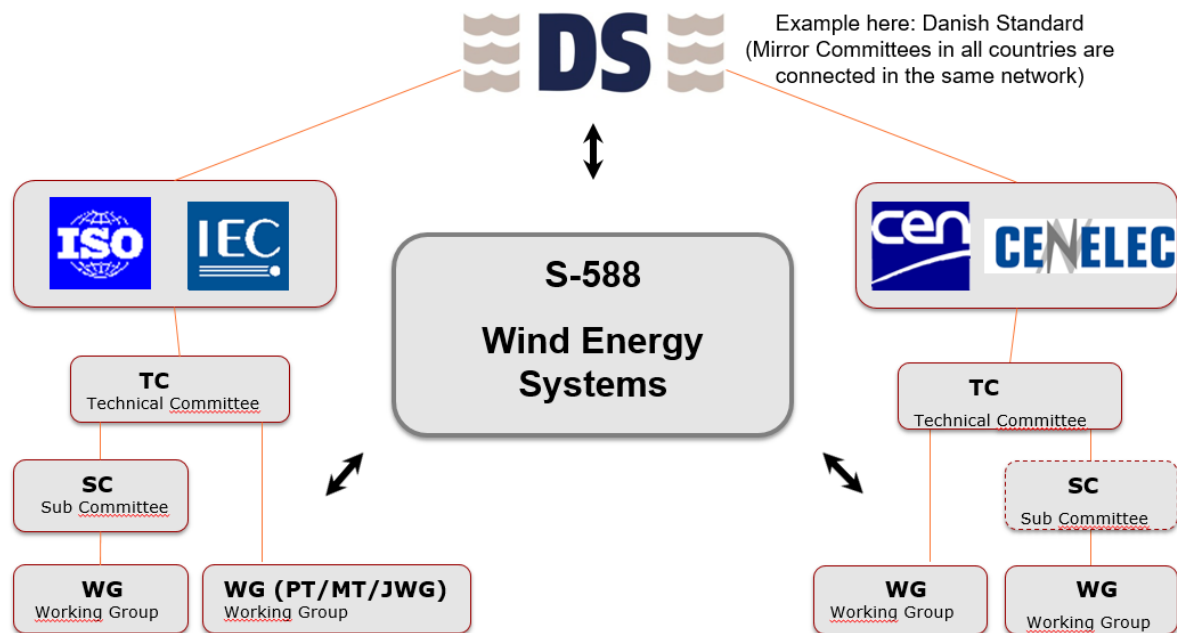 DS
Example here: Danish Standard
(Mirror Committees in all countries are
connected in the same network)
ISO
IEC
cen
CENELEC
S-588
Wind Energy
Systems
TC
Technical Committee
SC
Sub Committee
WG
Working Group
WG (PT/MT/JWG)
Working Group
TC
Technical Committee
SC
Sub Committee
WG
Working Group
WG
Working Group